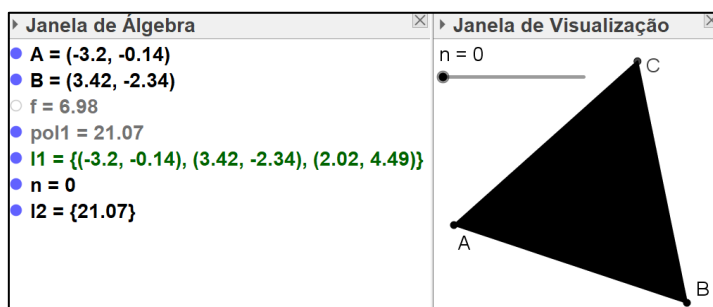 Janela de Álgebra
A = (-3.2, -0.14)
B = (3.42, -2.34)
f = 6.98
pol1 = 21.07
l1 = {(-3.2, -0.14), (3.42, -2.34), (2.02, 4.49)}
n = 0
l2 = {21.07}
Janela de Visualização
n = 0
C
A
B